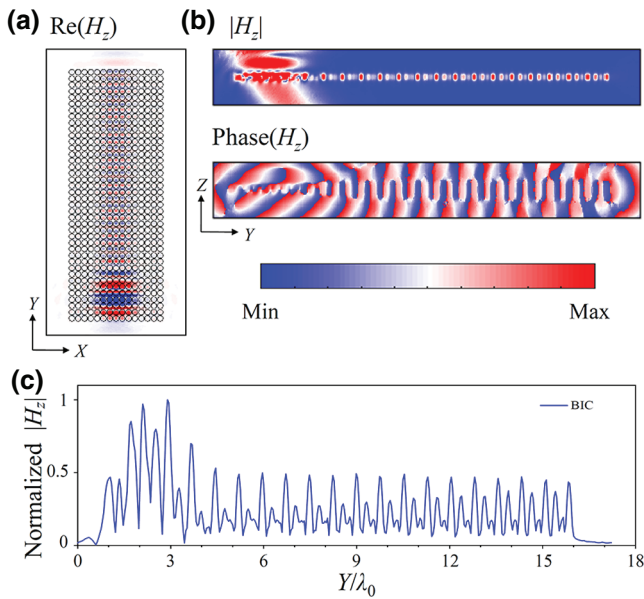 (a) Re(Hz)
Y
X
(b) |Hz|
Phase(Hz)
Z
Y
Min Max
(c)
Normalized |Hz|
1
0.5
0
BIC
0 3 6 9 12 15 18
Y/λ0